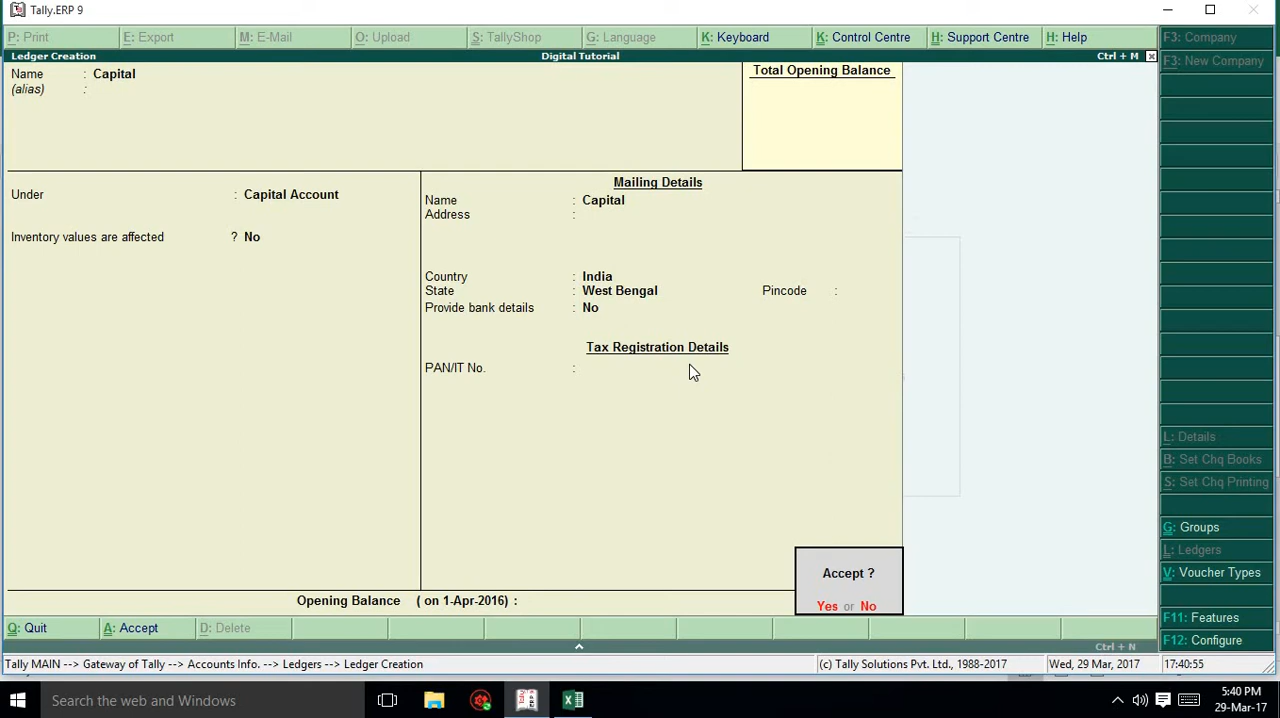 Tally.ERP 9
P: Print E: Export M: E-Mail O: Upload S: TallyShop G: Language K: Keyboard K: Control Centre H: Support Centre H: Help F3: Company
Ledger Creation Digital Tutorial Ctrl + M F3: New Company
Name : Capital Total Opening Balance
(alias) :
Mailing Details
Under : Capital Account Name : Capital
Address :
Inventory values are affected ? No
Country : India
State : West Bengal Pincode :
Provide bank details : No
Tax Registration Details
PAN/IT No. :
L: Details
B: Set Chq Books
S: Set Chq Printing
G: Groups
L: Ledgers
V: Voucher Types
Accept ?
Yes or No
Opening Balance ( on 1-Apr-2016) :
F11: Features
Q: Quit A: Accept D: Delete
F12: Configure
Ctrl + N
Tally MAIN --> Gateway of Tally --> Accounts Info. --> Ledgers --> Ledger Creation (c) Tally Solutions Pvt. Ltd., 1988-2017 Wed, 29 Mar, 2017 17:40:55
Search the web and Windows 5:40 PM
29-Mar-17